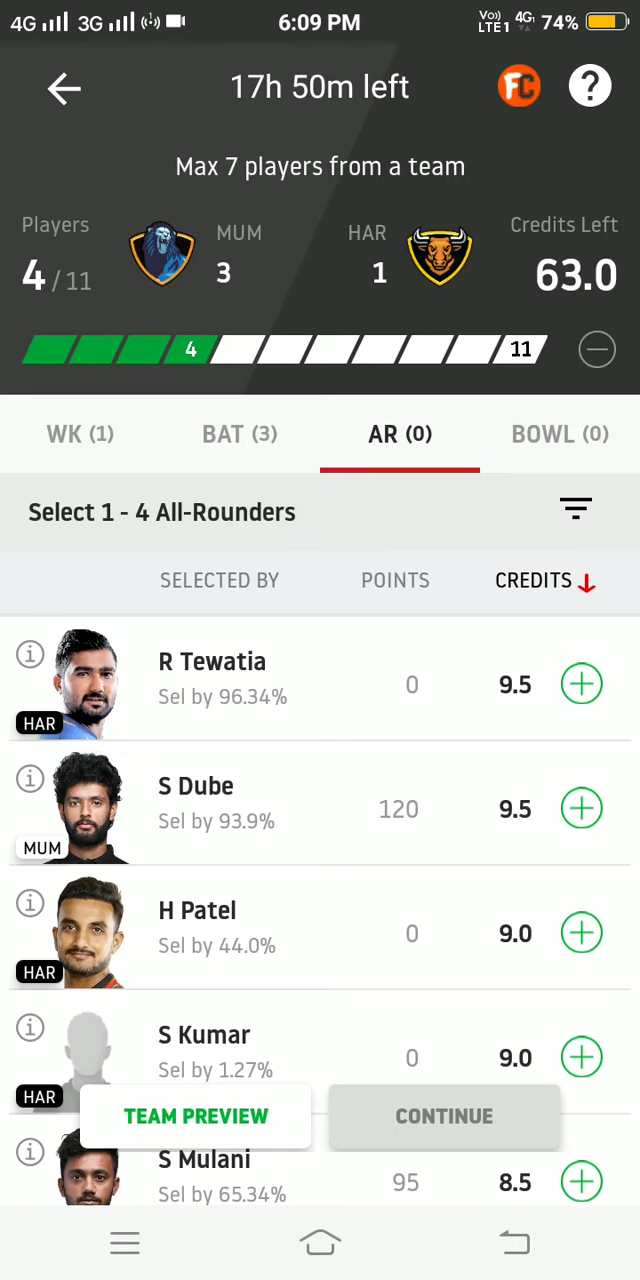 4G 3G 6:09 PM Vo)) LTE1 4G 74%
17h 50m left FC ?
Max 7 players from a team
Players MUM HAR Credits Left
4 / 11 3 1 63.0
4 11
WK (1) BAT (3) AR (0) BOWL (0)
Select 1 - 4 All-Rounders
SELECTED BY POINTS CREDITS
R Tewatia
Sel by 96.34% 0 9.5
HAR
S Dube
Sel by 93.9% 120 9.5
MUM
H Patel
Sel by 44.0% 0 9.0
HAR
S Kumar
Sel by 1.27% 0 9.0
HAR
TEAM PREVIEW CONTINUE
S Mulani
Sel by 65.34% 95 8.5